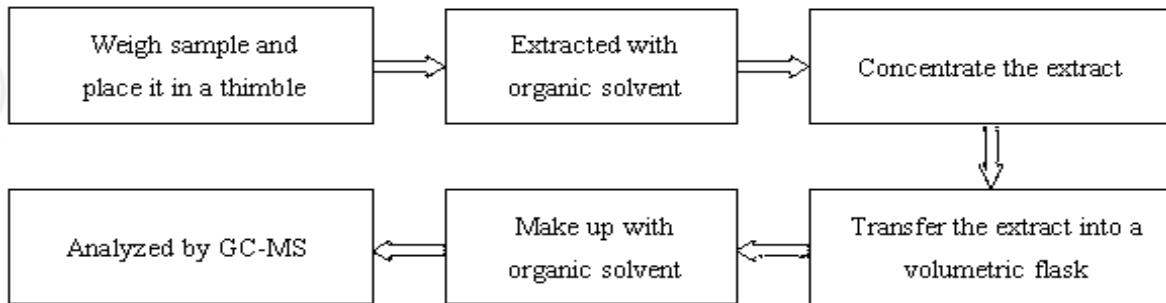 Weigh sample and
place it in a thimble
Extracted with
organic solvent
Concentrate the extract
Transfer the extract into a
volumetric flask
Make up with
organic solvent
Analyzed by GC-MS